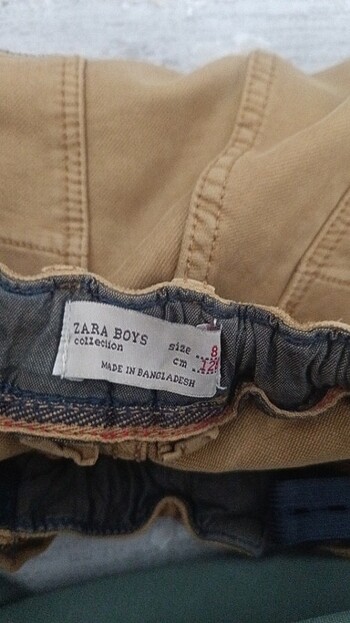 ZARA BOYS
collection
size 8
cm
MADE IN BANGLADESH